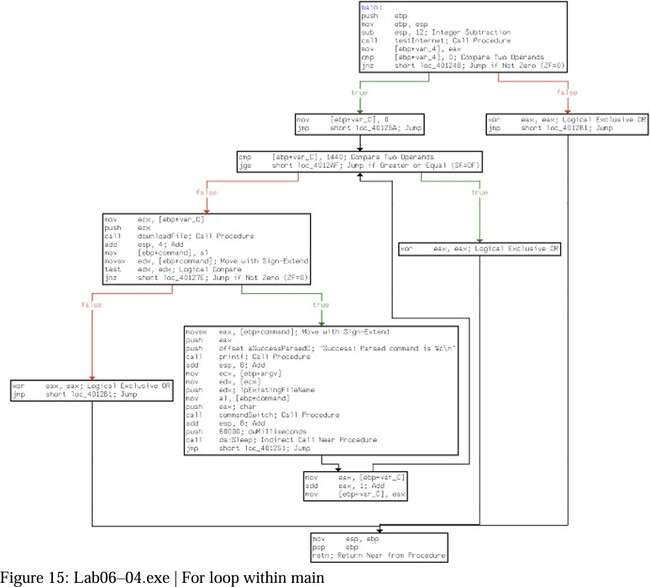 MAIN:
push ebp
mov ebp, esp
sub esp, 12; Integer Subtraction
call testInternet; Call Procedure
mov [ebp+var_4], eax
cmp [ebp+var_4], 0; Compare Two Operands
jnz short loc_401248; Jump if Not Zero (ZF=0)
true
false
mov [ebp+var_C], 0
jmp short loc_40125A; Jump
xor eax, eax; Logical Exclusive OR
jmp short loc_4012B1; Jump
cmp [ebp+var_C], 1440; Compare Two Operands
jge short loc_4012AF; Jump if Greater or Equal (SF=OF)
false
true
mov ecx, [ebp+var_C]
push ecx
call downloadFile; Call Procedure
add esp, 4; Add
mov [ebp+command], al
movsx edx, [ebp+command]; Move with Sign-Extend
test edx, edx; Logical Compare
jnz short loc_40127E; Jump if Not Zero (ZF=0)
xor eax, eax; Logical Exclusive OR
false
true
movsx eax, [ebp+command]; Move with Sign-Extend
push eax
push offset aSuccessParsedC; "Success: Parsed command is %c\n"
call printf; Call Procedure
add esp, 8; Add
mov ecx, [ebp+argv]
mov edx, [ecx]
push edx; lpExistingFileName
mov al, [ebp+command]
push eax; char
call commandSwitch; Call Procedure
add esp, 8; Add
push 60000; dwMilliseconds
call ds:Sleep; Indirect Call Near Procedure
jmp short loc_401251; Jump
xor eax, eax; Logical Exclusive OR
jmp short loc_4012B1; Jump
mov eax, [ebp+var_C]
add eax, 1; Add
mov [ebp+var_C], eax
mov esp, ebp
pop ebp
retn; Return Near from Procedure
Figure 15: Lab06–04.exe | For loop within main